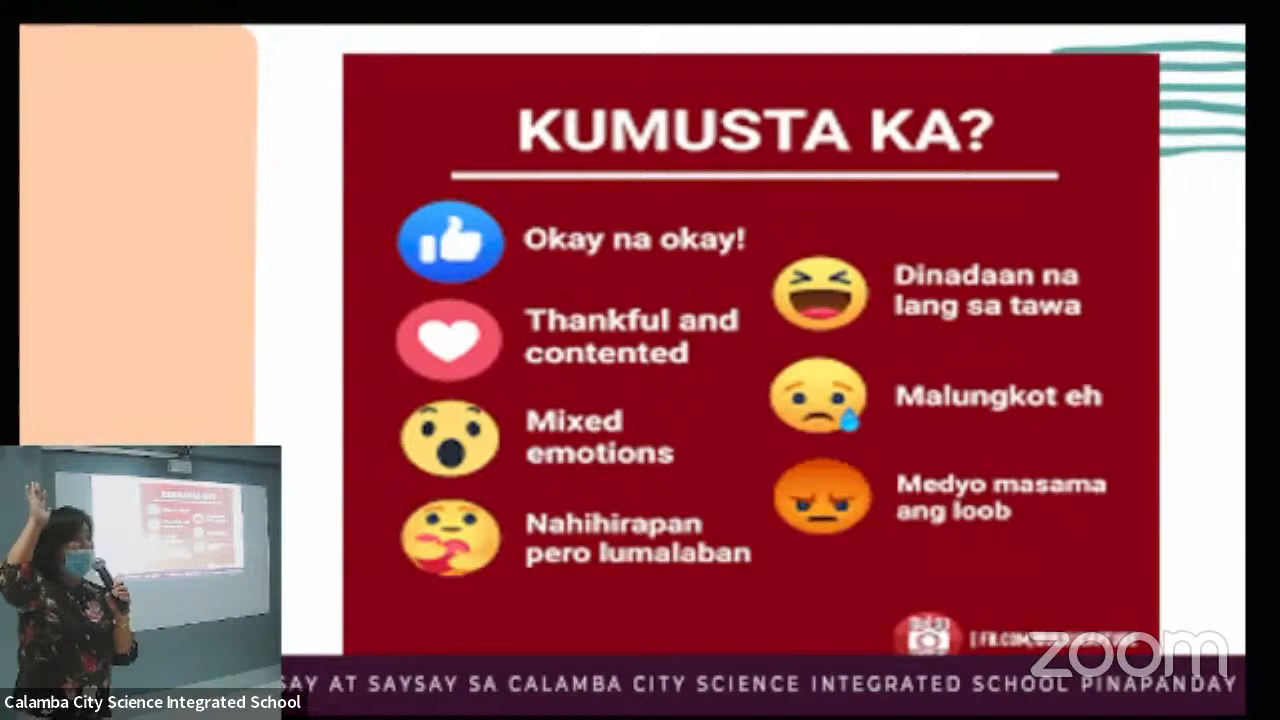 KUMUSTA KA?
Okay na okay!
Thankful and
contented
Mixed
emotions
Nahihirapan
pero lumalaban
Dinadaan na
lang sa tawa
Malungkot eh
Medyo masama
ang loob
zoom
SAY AT SAYSAY SA CALAMBA CITY SCIENCE INTEGRATED SCHOOL PINAPANDAY
Calamba City Science Integrated School